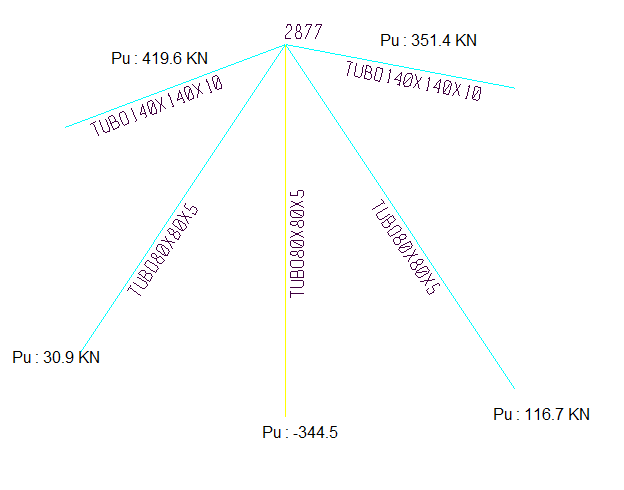 2877
Pu : 419.6 KN
Pu : 351.4 KN
TUBO140X140X10
TUBO140X140X10
TUBO80X80X5
TUBO80X80X5
TUBO80X80X5
Pu : 30.9 KN
Pu : 116.7 KN
Pu : -344.5